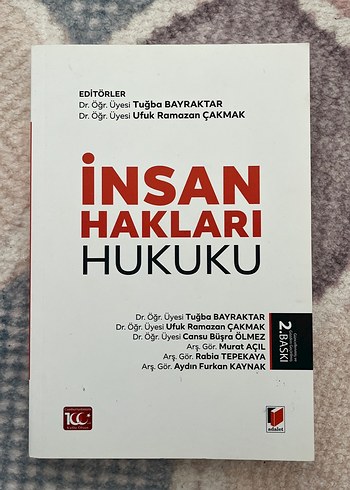 EDİTÖRLER
Dr. Öğr. Üyesi Tuğba BAYRAKTAR
Dr. Öğr. Üyesi Ufuk Ramazan ÇAKMAK
İNSAN
HAKLARI
HUKUKU
Dr. Öğr. Üyesi Tuğba BAYRAKTAR
Dr. Öğr. Üyesi Ufuk Ramazan ÇAKMAK
Dr. Öğr. Üyesi Cansu Büşra ÖLMEZ
Arş. Gör. Murat AÇIL
Arş. Gör. Rabia TEPEKAYA
Arş. Gör. Aydın Furkan KAYNAK
2.BASKI
100
adalet